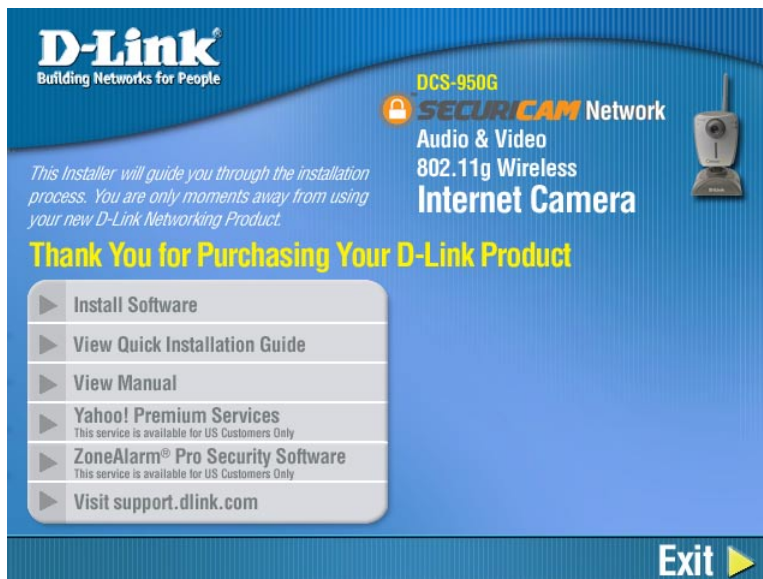 D-Link®
Building Networks for People
DCS-950G
SECURICAM™ Network
Audio & Video
802.11g Wireless
Internet Camera
This Installer will guide you through the installation
process. You are only moments away from using
your new D-Link Networking Product.
Thank You for Purchasing Your D-Link Product
Install Software
View Quick Installation Guide
View Manual
Yahoo! Premium Services
This service is available for US Customers Only
ZoneAlarm® Pro Security Software
This service is available for US Customers Only
Visit support.dlink.com
Exit